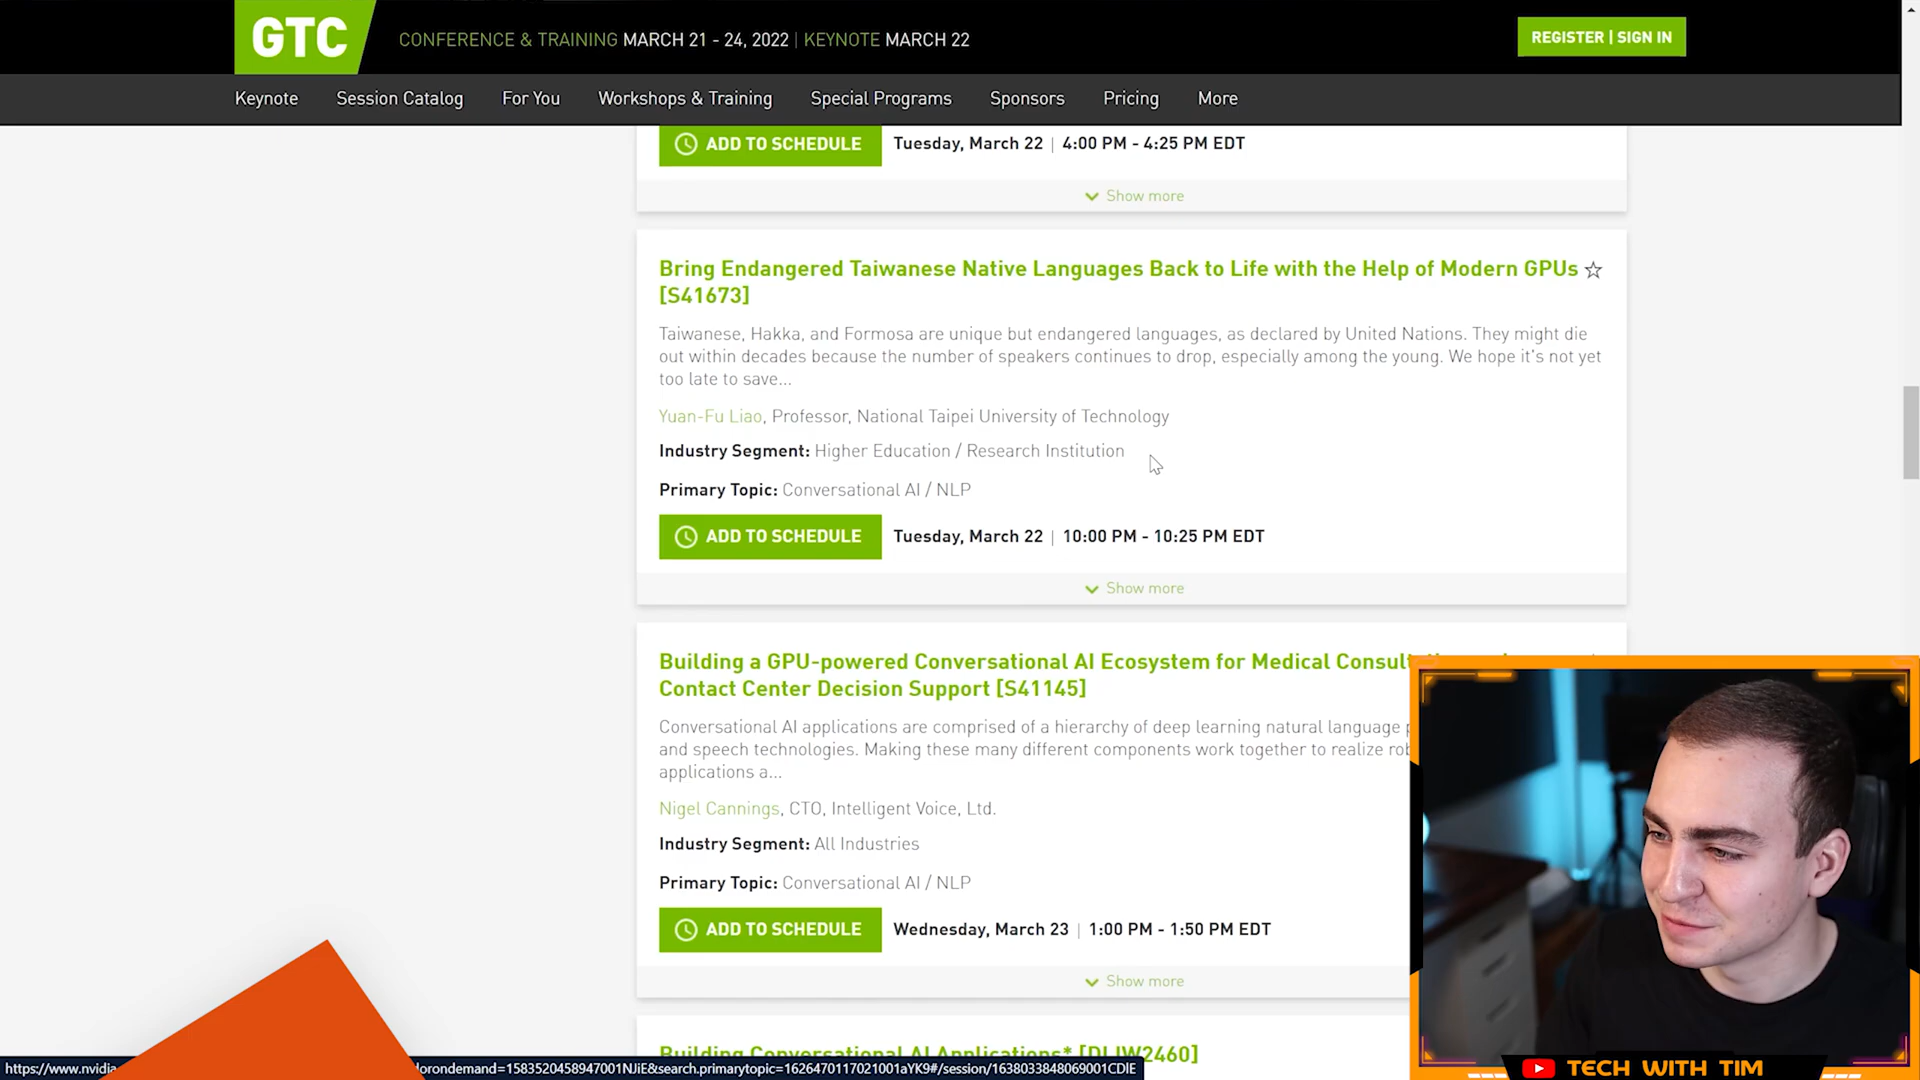 GTC
CONFERENCE & TRAINING MARCH 21 - 24, 2022 | KEYNOTE MARCH 22
REGISTER | SIGN IN
Keynote Session Catalog For You Workshops & Training Special Programs Sponsors Pricing More
ADD TO SCHEDULE Tuesday, March 22 | 4:00 PM - 4:25 PM EDT
Show more
Bring Endangered Taiwanese Native Languages Back to Life with the Help of Modern GPUs
[S41673]
Taiwanese, Hakka, and Formosa are unique but endangered languages, as declared by United Nations. They might die
out within decades because the number of speakers continues to drop, especially among the young. We hope it's not yet
too late to save...
Yuan-Fu Liao, Professor, National Taipei University of Technology
Industry Segment: Higher Education / Research Institution
Primary Topic: Conversational AI / NLP
ADD TO SCHEDULE Tuesday, March 22 | 10:00 PM - 10:25 PM EDT
Show more
Building a GPU-powered Conversational AI Ecosystem for Medical
Contact Center Decision Support [S41145]
Conversational AI applications are comprised of a hierarchy of deep learning natural language
and speech technologies. Making these many different components work together to realize
applications a...
Nigel Cannings, CTO, Intelligent Voice, Ltd.
Industry Segment: All Industries
Primary Topic: Conversational AI / NLP
ADD TO SCHEDULE Wednesday, March 23 | 1:00 PM - 1:50 PM EDT
Show more
Building Conversational AI Applications* [DLIW2460]
https://www.nvidia. orondemand=1583520458947001NJiE&search.primarytopic=1626470117021001aYK9#/session/1638033848069001CDIE
TECH WITH TIM